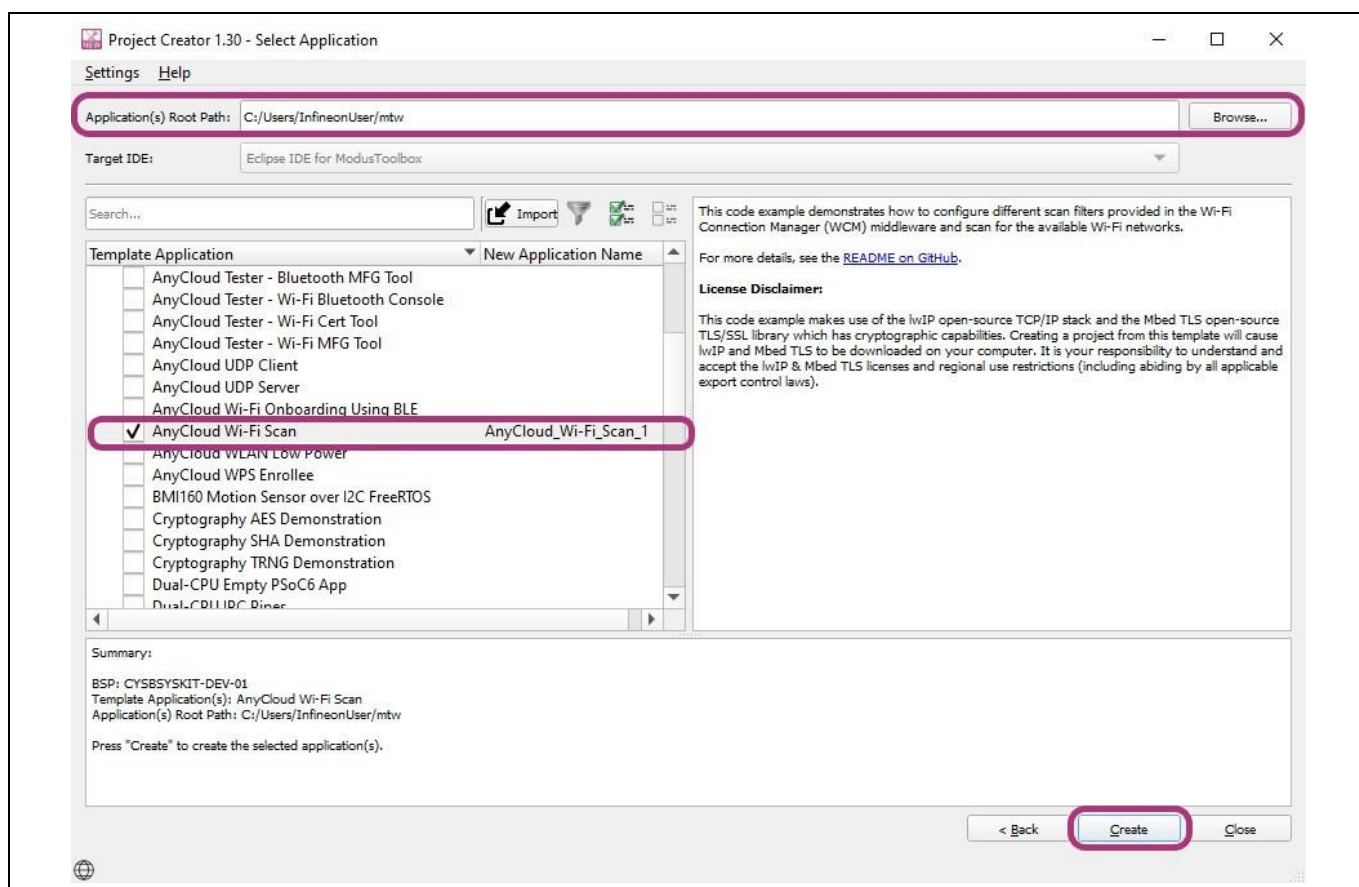 Project Creator 1.30 - Select Application
Settings Help
Application(s) Root Path: C:/Users/InfineonUser/mtw Browse...
Target IDE: Eclipse IDE for ModusToolbox
Search... Import
Template Application New Application Name
AnyCloud Tester - Bluetooth MFG Tool
AnyCloud Tester - Wi-Fi Bluetooth Console
AnyCloud Tester - Wi-Fi Cert Tool
AnyCloud Tester - Wi-Fi MFG Tool
AnyCloud UDP Client
AnyCloud UDP Server
AnyCloud Wi-Fi Onboarding Using BLE
AnyCloud Wi-Fi Scan AnyCloud_Wi-Fi_Scan_1
AnyCloud WLAN Low Power
AnyCloud WPS Enrollee
BMI160 Motion Sensor over I2C FreeRTOS
Cryptography AES Demonstration
Cryptography SHA Demonstration
Cryptography TRNG Demonstration
Dual-CPU Empty PSoC6 App
Dual-CPU IPC Pipes
This code example demonstrates how to configure different scan filters provided in the Wi-Fi
Connection Manager (WCM) middleware and scan for the available Wi-Fi networks.
For more details, see the README on GitHub.
License Disclaimer:
This code example makes use of the lwIP open-source TCP/IP stack and the Mbed TLS open-source
TLS/SSL library which has cryptographic capabilities. Creating a project from this template will cause
lwIP and Mbed TLS to be downloaded on your computer. It is your responsibility to understand and
accept the lwIP & Mbed TLS licenses and regional use restrictions (including abiding by all applicable
export control laws).
Summary:
BSP: CYSBSYSKIT-DEV-01
Template Application(s): AnyCloud Wi-Fi Scan
Application(s) Root Path: C:/Users/InfineonUser/mtw
Press "Create" to create the selected application(s).
< Back Create Close